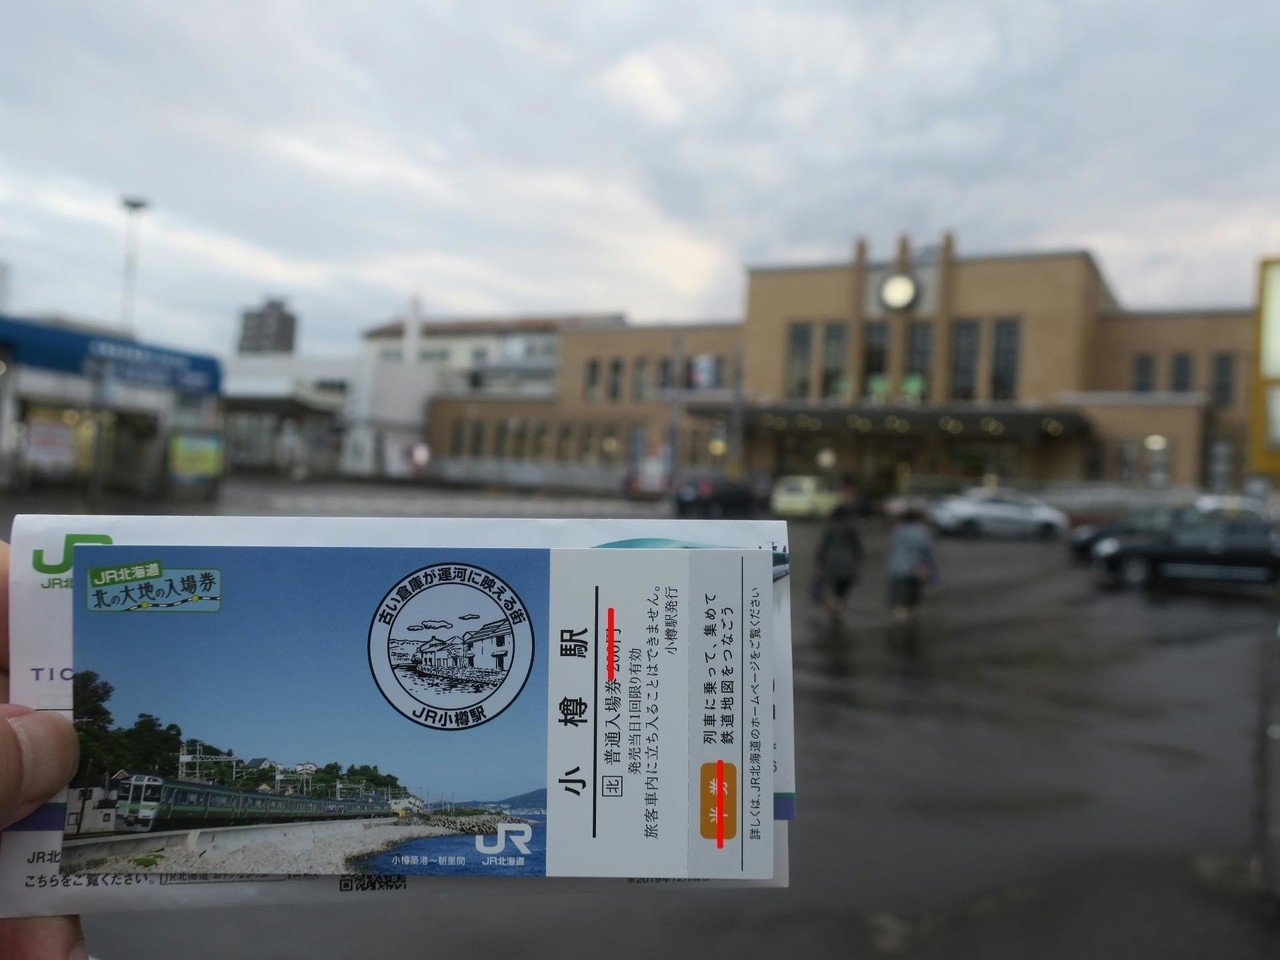 JR
TIC
JR北海道
北の大地の入場券
古い倉庫が運河に映える街
JR小樽駅
小樽築港～朝里間
JR
JR北海道
小樽駅
北 普通入場券
発売当日1回限り有効
旅客車内に立ち入ることはできません。
小樽駅発行
列車に乗って、集めて
鉄道地図をつなごう
詳しくは、JR北海道のホームページをご覧ください
JR北
こちらをご覧ください。